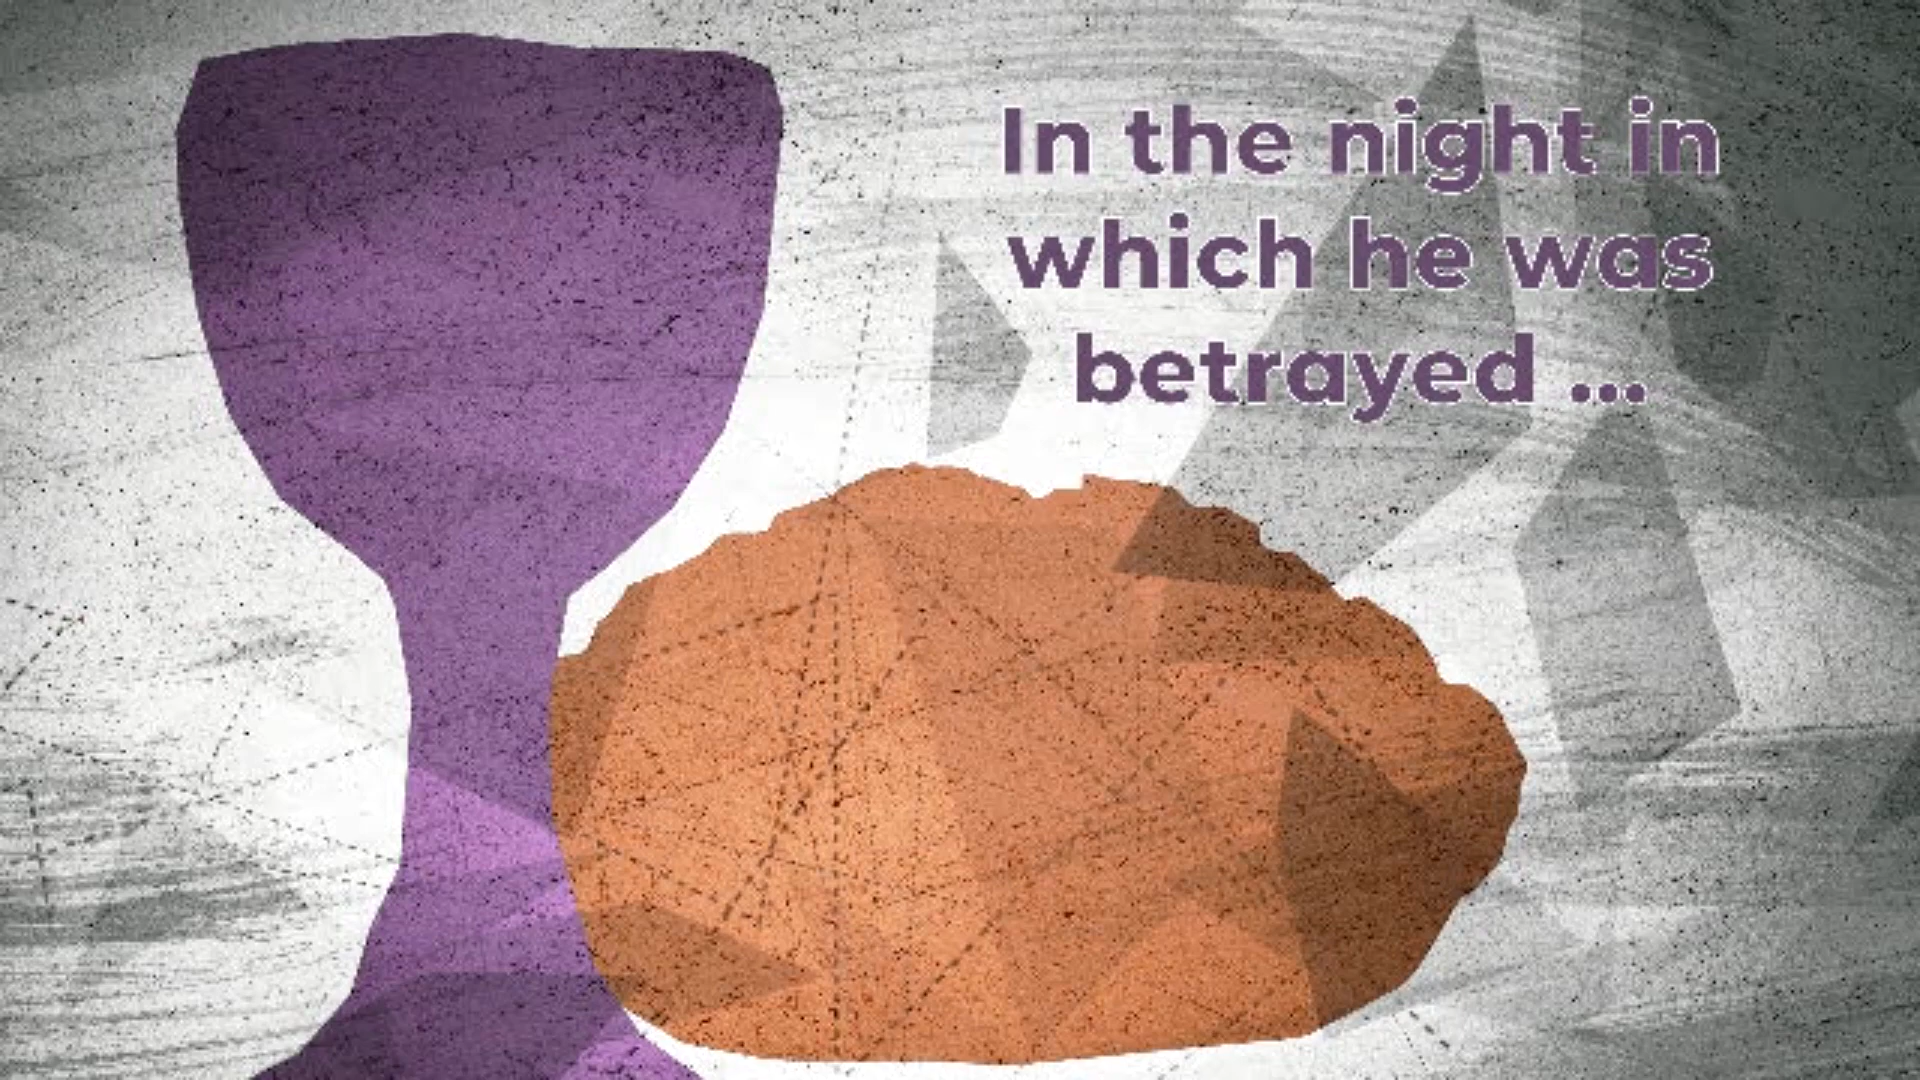 In the night in
which he was
betrayed ...